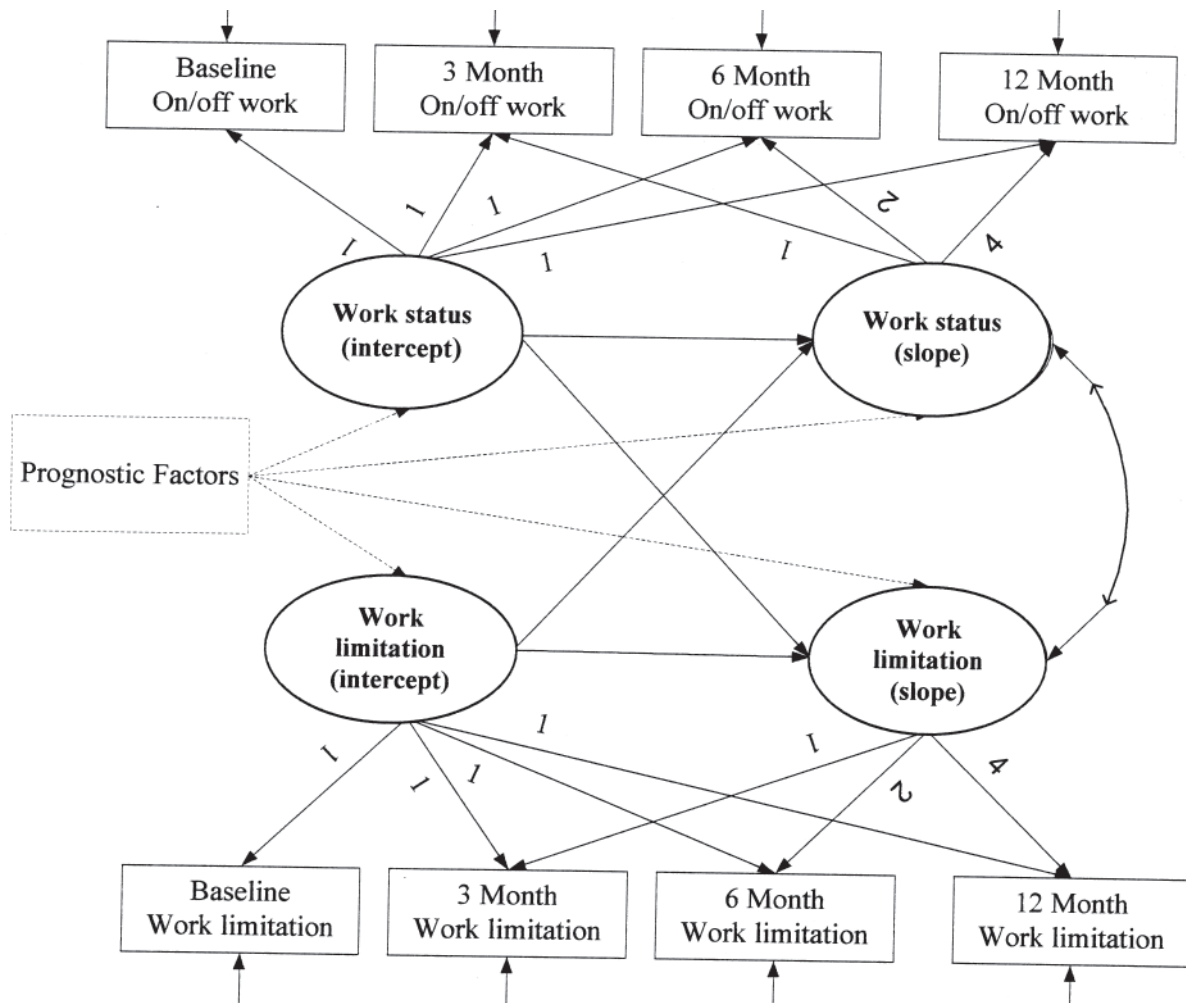 Baseline
On/off work
3 Month
On/off work
6 Month
On/off work
12 Month
On/off work
1
1
1
1
1
2
4
Work status
(intercept)
Work status
(slope)
Prognostic Factors
Work
limitation
(intercept)
Work
limitation
(slope)
1
1
1
1
1
2
4
Baseline
Work limitation
3 Month
Work limitation
6 Month
Work limitation
12 Month
Work limitation